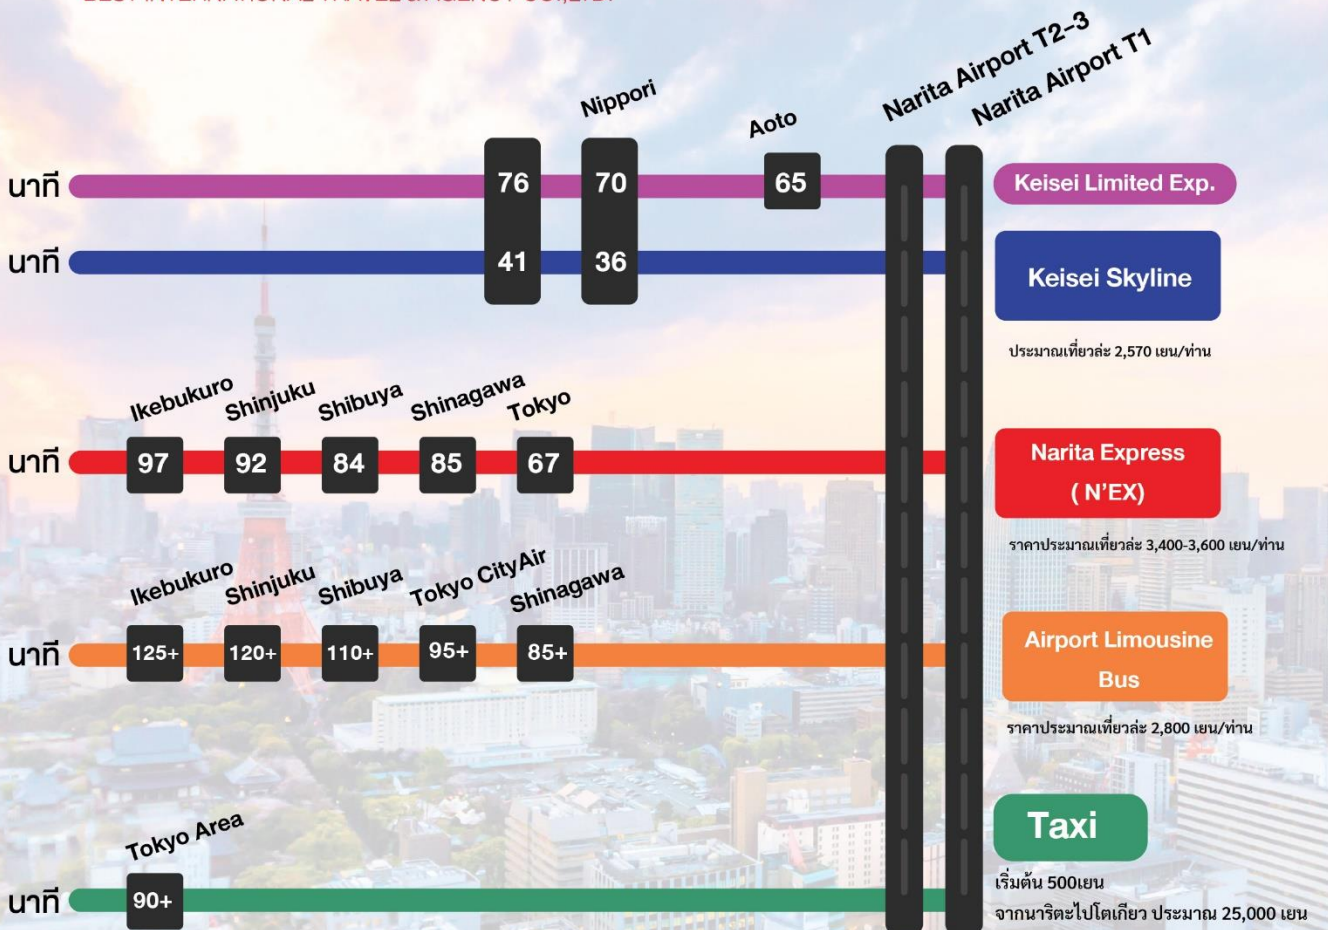 Narita Airport T2-3
Narita Airport T1
Nippori
Aoto
นาที
76
70
65
Keisei Limited Exp.
นาที
41
36
Keisei Skyline
ประมาณเที่ยวล่ะ 2,570 เยน/ท่าน
Ikebukuro
Shinjuku
Shibuya
Shinagawa
Tokyo
นาที
97
92
84
85
67
Narita Express
( N'EX)
ราคาประมาณเที่ยวล่ะ 3,400-3,600 เยน/ท่าน
Ikebukuro
Shinjuku
Shibuya
Tokyo CityAir
Shinagawa
นาที
125+
120+
110+
95+
85+
Airport Limousine
Bus
ราคาประมาณเที่ยวล่ะ 2,800 เยน/ท่าน
Tokyo Area
นาที
90+
Taxi
เริ่มต้น 500เยน
จากนาริตะไปโตเกียว ประมาณ 25,000 เยน